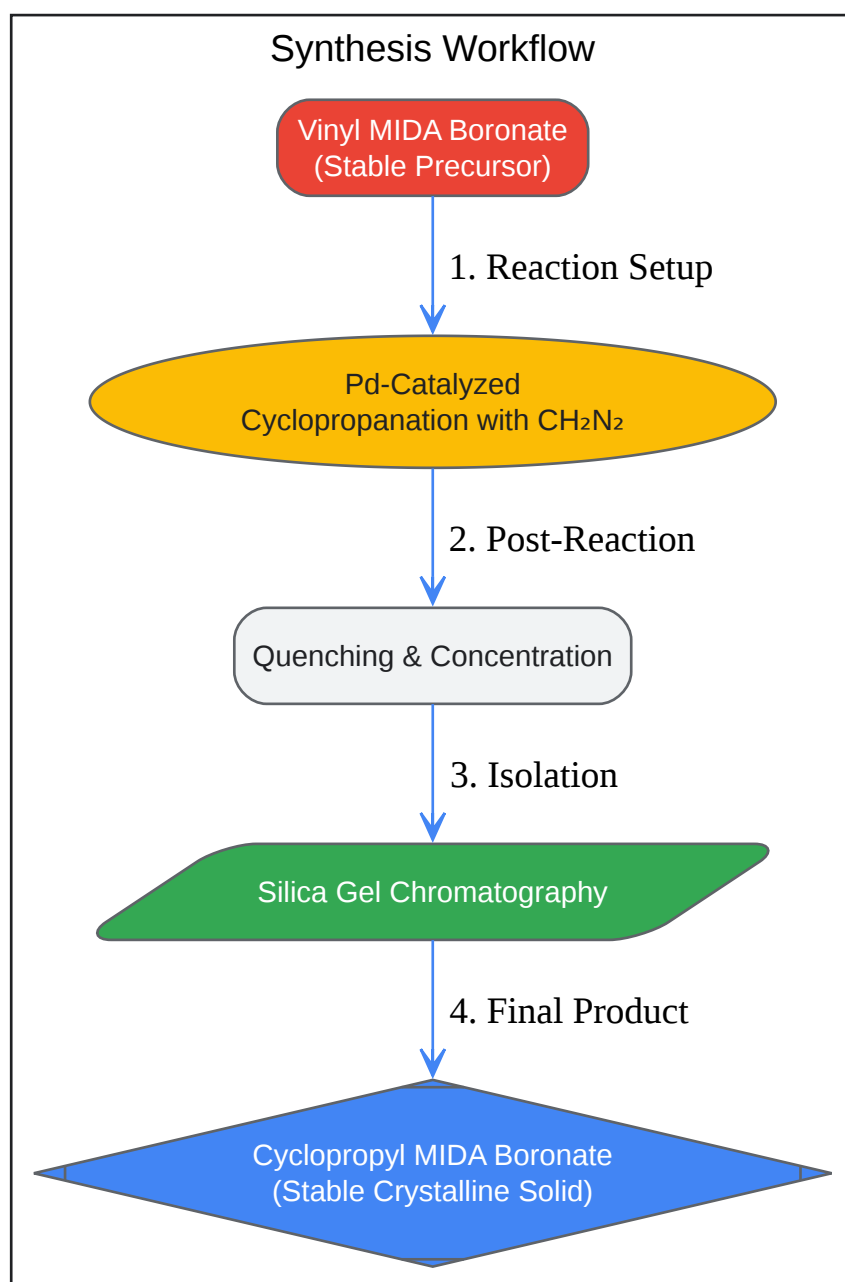 Synthesis Workflow
Vinyl MIDA Boronate
(Stable Precursor)
1. Reaction Setup
Pd-Catalyzed
Cyclopropanation with CH₂N₂
2. Post-Reaction
Quenching & Concentration
3. Isolation
Silica Gel Chromatography
4. Final Product
Cyclopropyl MIDA Boronate
(Stable Crystalline Solid)